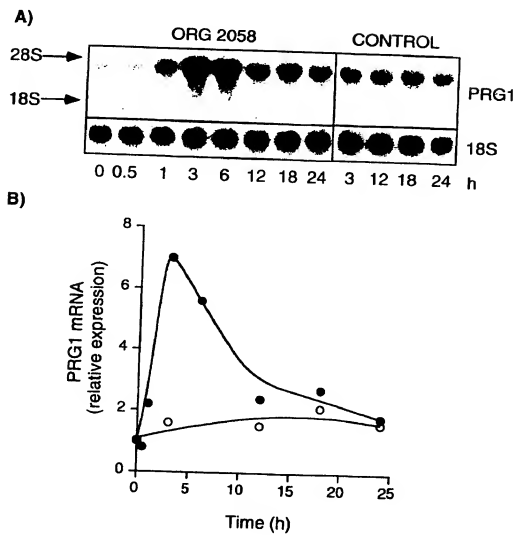 A)
ORG 2058
CONTROL
28S
18S
PRG1
18S
0 0.5 1 3 6 12 18 24 3 12 18 24 h
B)
8
6
4
2
0
PRG1 mRNA
(relative expression)
0 5 10 15 20 25
Time (h)